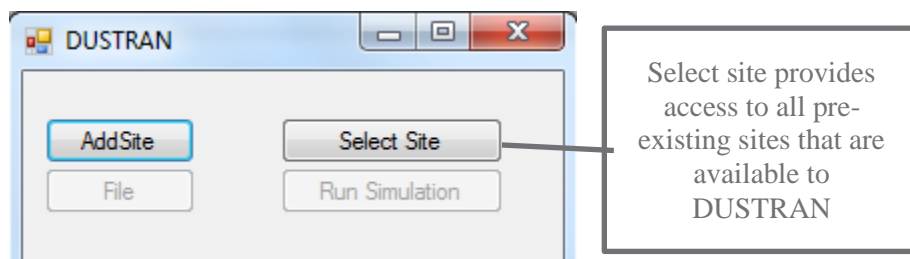 DUSTRAN
AddSite
Select Site
File
Run Simulation
Select site provides
access to all pre-
existing sites that are
available to
DUSTRAN